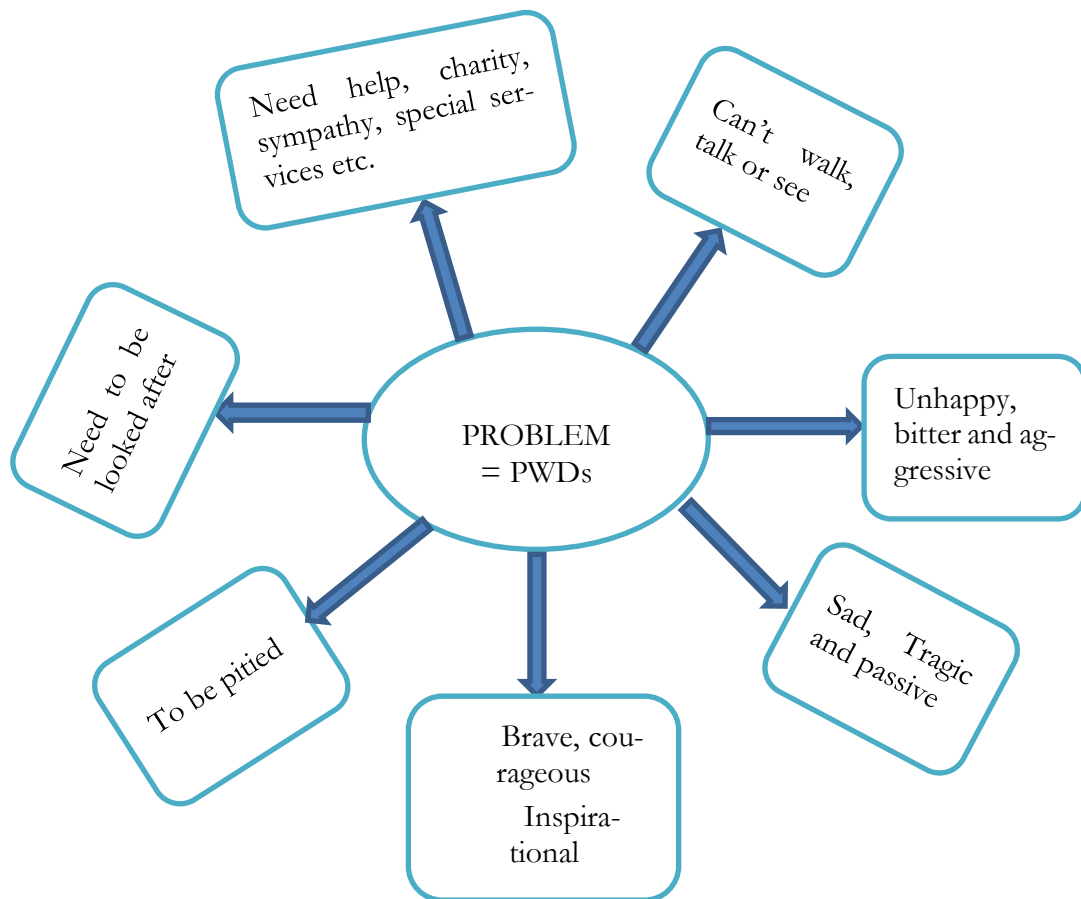 Need help, charity,
sympathy, special ser-
vices etc.
Can’t walk,
talk or see
Need to be
looked after
PROBLEM
= PWDs
Unhappy,
bitter and ag-
gressive
To be pitied
Sad, Tragic
and passive
Brave, cou-
rageous
Inspira-
tional